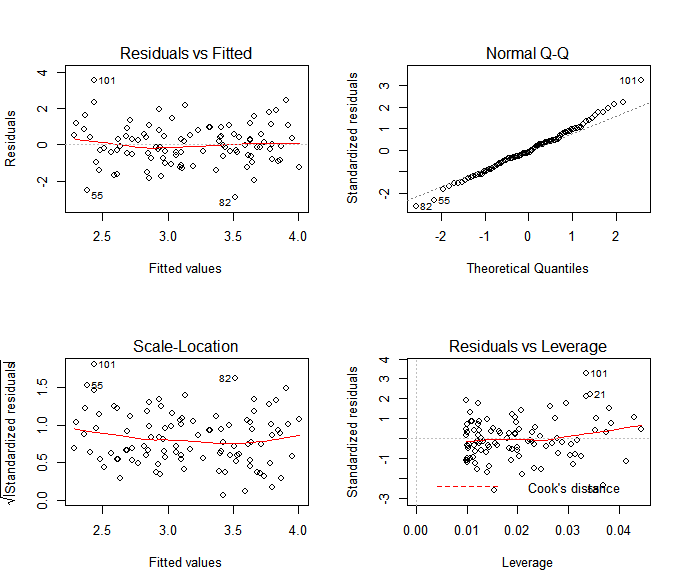 Residuals vs Fitted
Residuals
-2 0 2 4
101
55
82
2.5 3.0 3.5 4.0
Fitted values
Normal Q-Q
Standardized residuals
-2 0 1 2 3
101
82
55
-2 -1 0 1 2
Theoretical Quantiles
Scale-Location
√|Standardized residuals|
0.0 0.5 1.0 1.5
101
55
82
2.5 3.0 3.5 4.0
Fitted values
Residuals vs Leverage
Standardized residuals
-3 -1 1 2 3 4
101
21
Cook's distance
0.00 0.01 0.02 0.03 0.04
Leverage